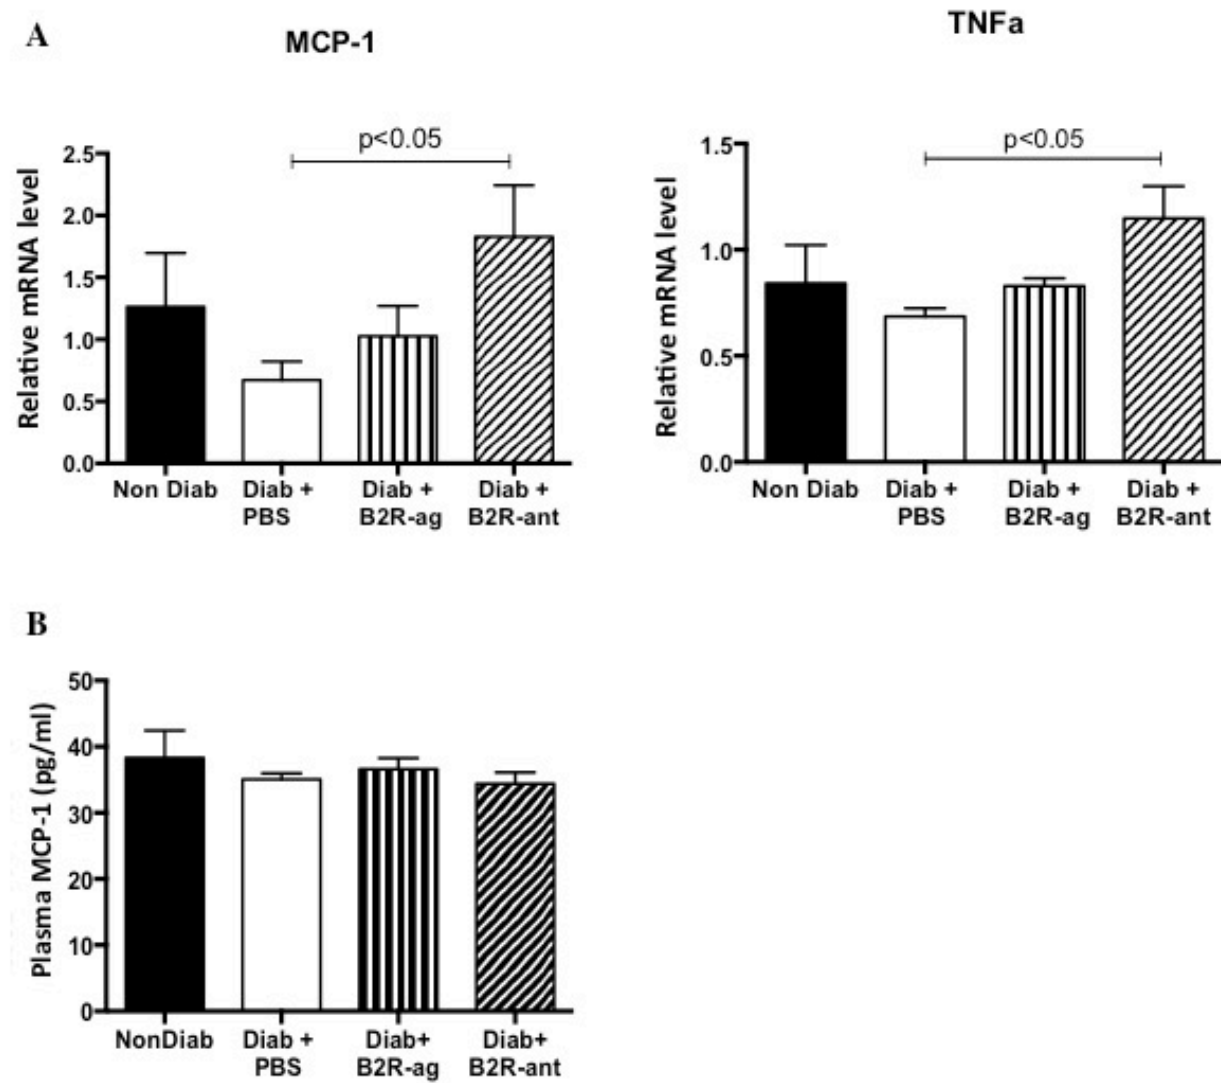 A
MCP-1
TNFa
p<0.05
p<0.05
Relative mRNA level
2.5
2.0
1.5
1.0
0.5
0.0
Non Diab
Diab +
PBS
Diab +
B2R-ag
Diab +
B2R-ant
Relative mRNA level
1.5
1.0
0.5
0.0
Non Diab
Diab +
PBS
Diab +
B2R-ag
Diab +
B2R-ant
B
Plasma MCP-1 (pg/ml)
50
40
30
20
10
0
NonDiab
Diab +
PBS
Diab+
B2R-ag
Diab+
B2R-ant